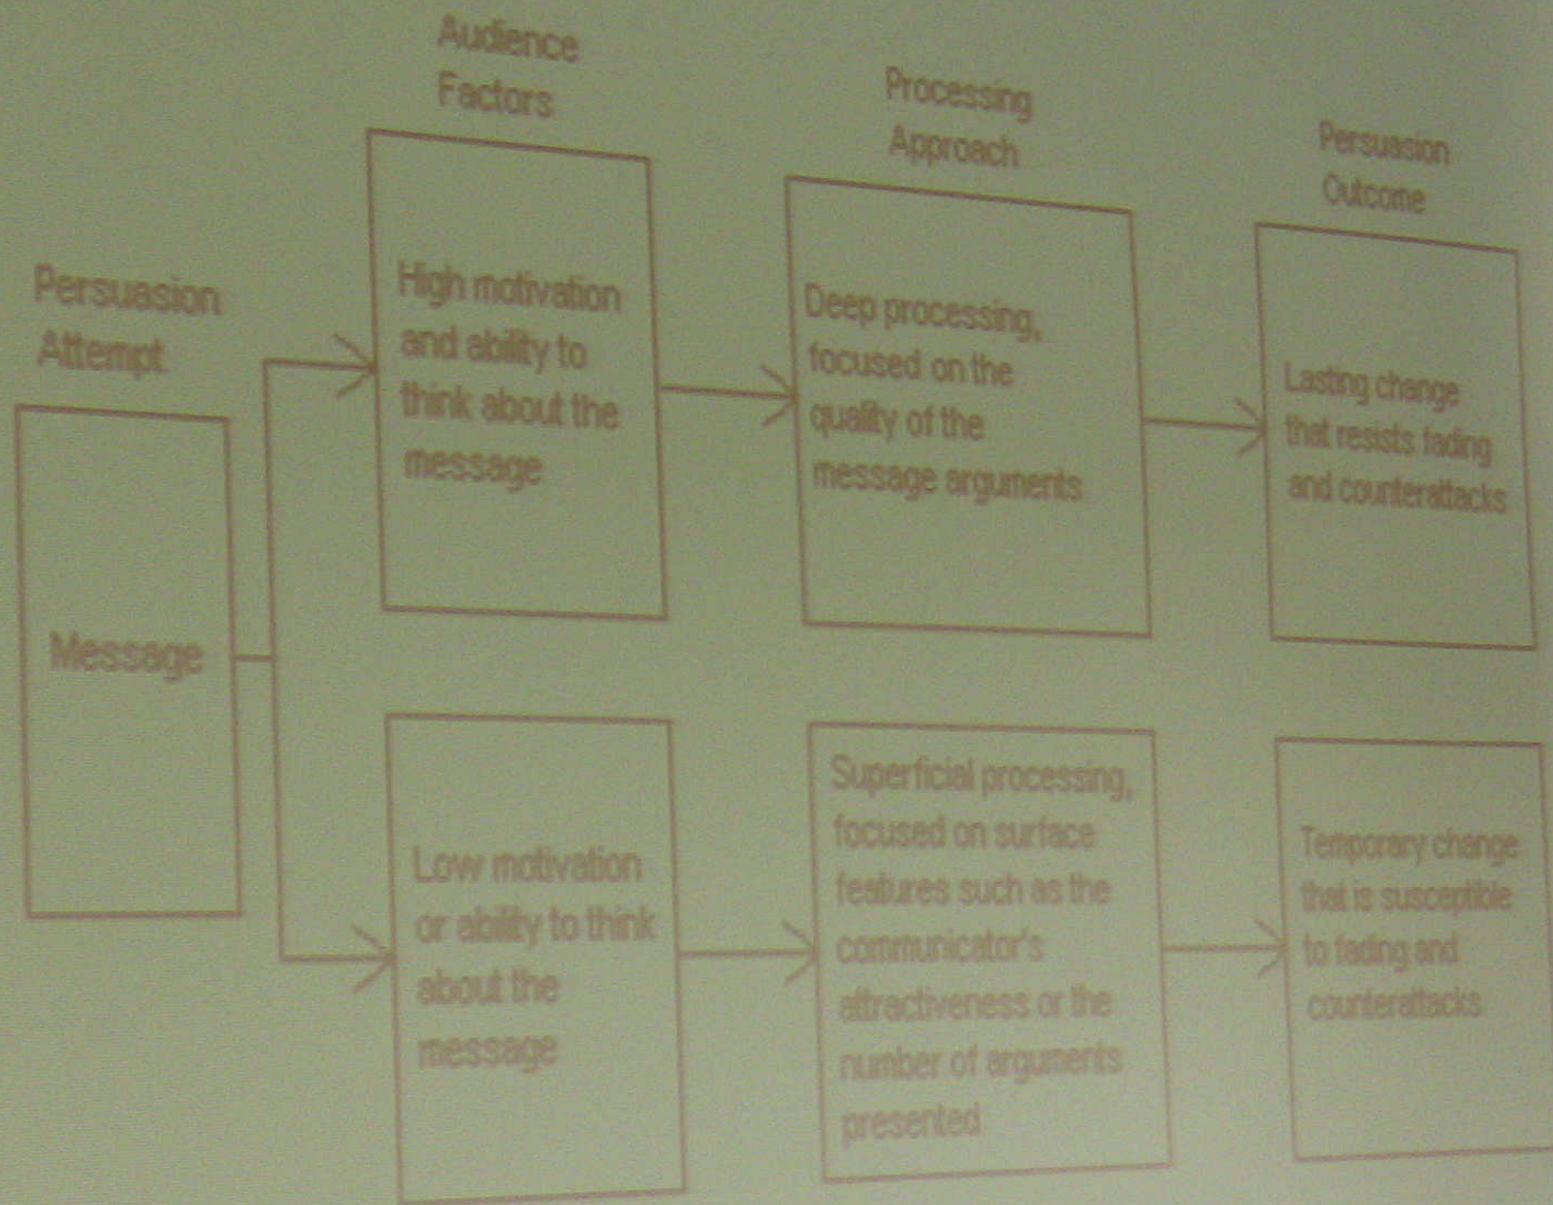 Persuasion
Attempt
Message
Audience
Factors
High motivation
and ability to
think about the
message
Low motivation
or ability to think
about the
message
Processing
Approach
Deep processing,
focused on the
quality of the
message arguments
Superficial processing,
focused on surface
features such as the
communicator's
attractiveness or the
number of arguments
presented
Persuasion
Outcome
Lasting change
that resists fading
and counterattacks
Temporary change
that is susceptible
to fading and
counterattacks